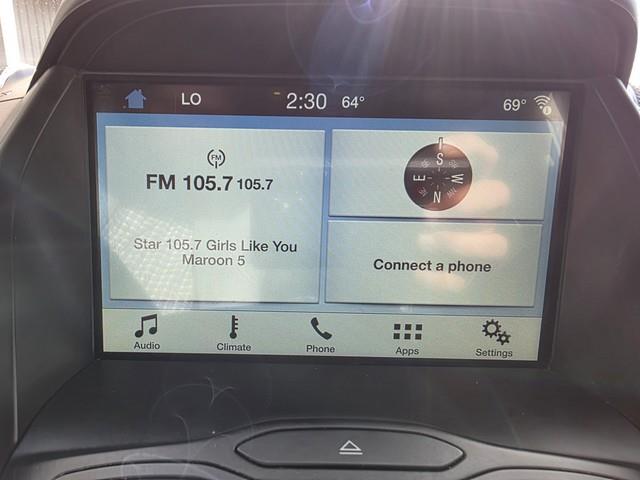 LO
2:30
64°
69°
FM
FM 105.7 105.7
Star 105.7 Girls Like You
Maroon 5
S
E
W
N
Connect a phone
Audio
Climate
Phone
Apps
Settings